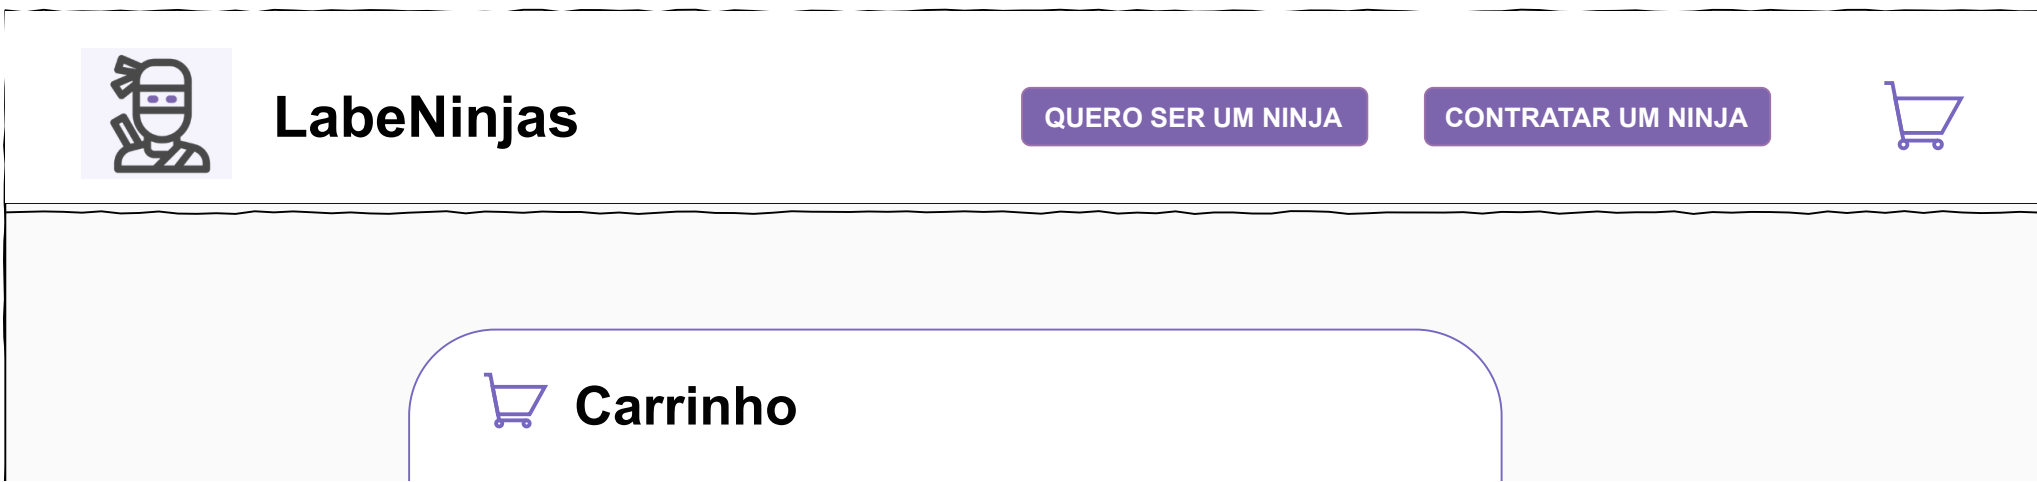 LabeNinjas
QUERO SER UM NINJA
CONTRATAR UM NINJA
Carrinho